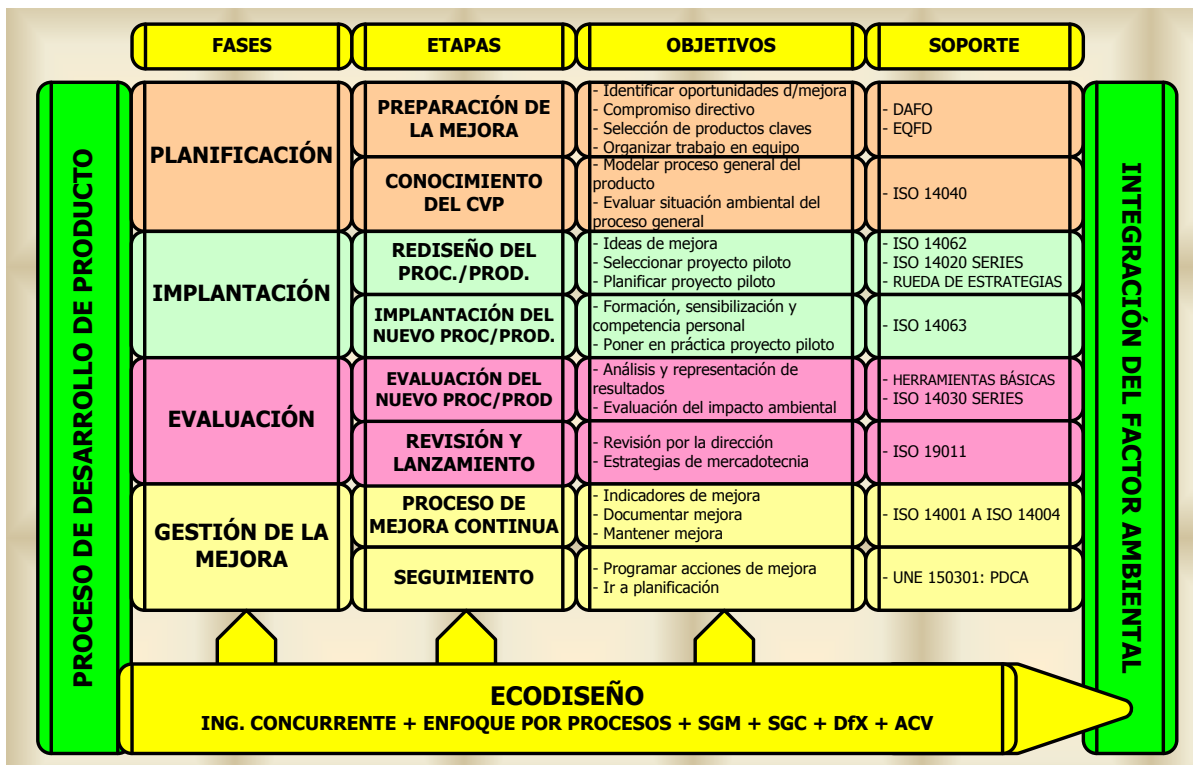 FASES
ETAPAS
OBJETIVOS
SOPORTE
PROCESO DE DESARROLLO DE PRODUCTO
PLANIFICACIÓN
PREPARACIÓN DE
LA MEJORA
- Identificar oportunidades d/mejora
- Compromiso directivo
- Selección de productos claves
- Organizar trabajo en equipo
- DAFO
- EQFD
CONOCIMIENTO
DEL CVP
- Modelar proceso general del
producto
- Evaluar situación ambiental del
proceso general
- ISO 14040
IMPLANTACIÓN
REDISEÑO DEL
PROC./PROD.
- Ideas de mejora
- Seleccionar proyecto piloto
- Planificar proyecto piloto
- ISO 14062
- ISO 14020 SERIES
- RUEDA DE ESTRATEGIAS
IMPLANTACIÓN DEL
NUEVO PROC/PROD.
- Formación, sensibilización y
competencia personal
- Poner en práctica proyecto piloto
- ISO 14063
EVALUACIÓN
EVALUACIÓN DEL
NUEVO PROC/PROD
- Análisis y representación de
resultados
- Evaluación del impacto ambiental
- HERRAMIENTAS BÁSICAS
- ISO 14030 SERIES
REVISIÓN Y
LANZAMIENTO
- Revisión por la dirección
- Estrategias de mercadotecnia
- ISO 19011
GESTIÓN DE LA
MEJORA
PROCESO DE
MEJORA CONTINUA
- Indicadores de mejora
- Documentar mejora
- Mantener mejora
- ISO 14001 A ISO 14004
SEGUIMIENTO
- Programar acciones de mejora
- Ir a planificación
- UNE 150301: PDCA
INTEGRACIÓN DEL FACTOR AMBIENTAL
ECODISEÑO
ING. CONCURRENTE + ENFOQUE POR PROCESOS + SGM + SGC + DfX + ACV